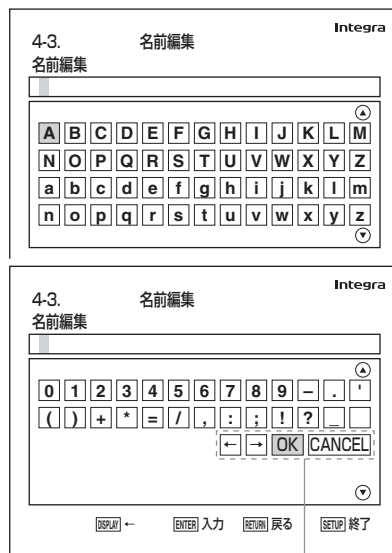 Integra
4-3. 名前編集
名前編集
A B C D E F G H I J K L M
N O P Q R S T U V W X Y Z
a b c d e f g h i j k l m
n o p q r s t u v w x y z
Integra
4-3. 名前編集
名前編集
0 1 2 3 4 5 6 7 8 9 – . '
( ) + * = / , : ; ! ? _
← → OK CANCEL
DISPLAY ← ENTER 入力 RETURN 戻る SETUP 終了